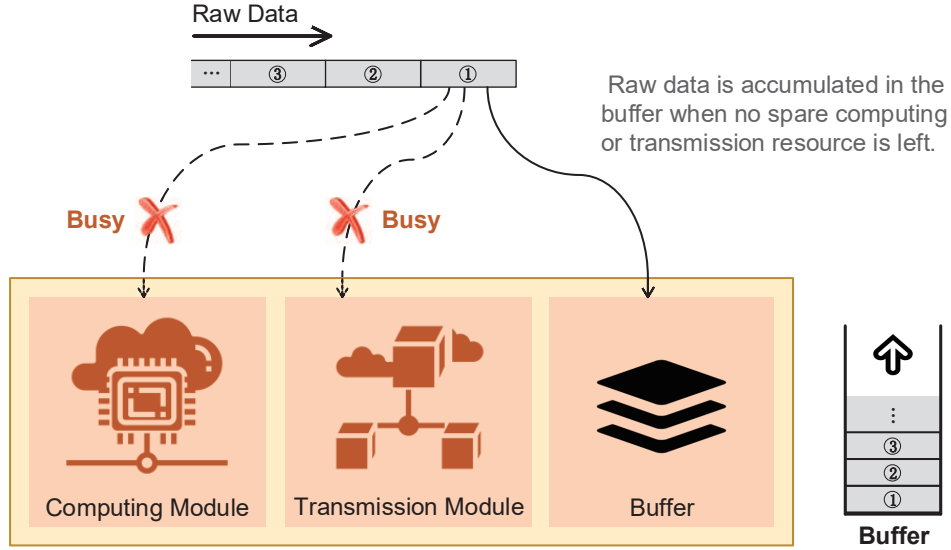 Raw Data
... ③ ② ①
Raw data is accumulated in the
buffer when no spare computing
or transmission resource is left.
Busy
Busy
Computing Module
Transmission Module
Buffer
⋮
③
②
①
Buffer